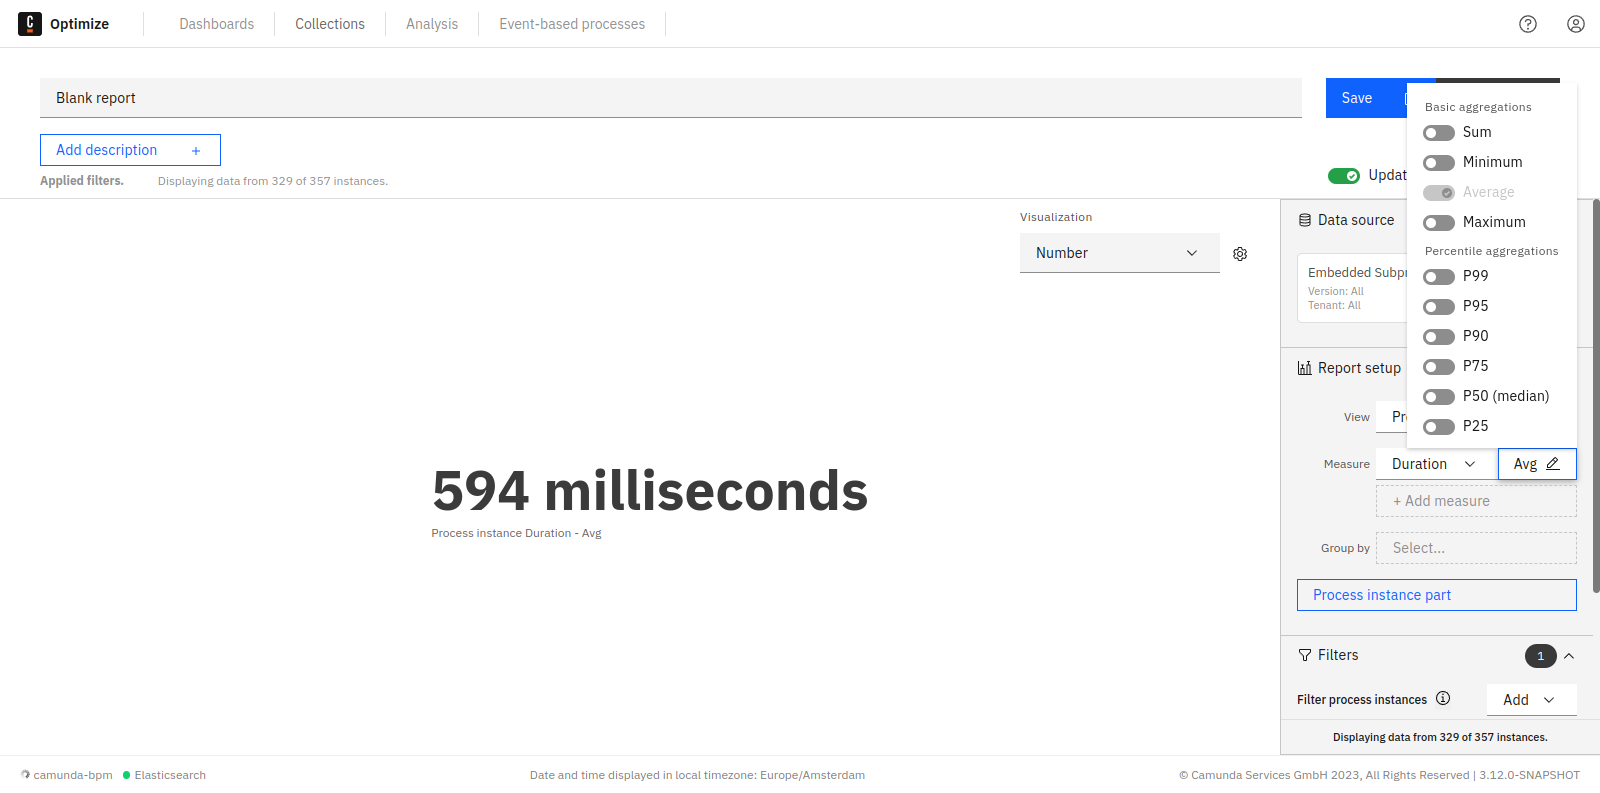 C Optimize Dashboards Collections Analysis Event-based processes
Blank report
Save
Add description +
Applied filters. Displaying data from 329 of 357 instances.
Visualization
Number
594 milliseconds
Process instance Duration - Avg
Data source
Version: All
Tenant: All
Report setup
View
Measure Duration Avg
+ Add measure
Group by Select...
Process instance part
Filters 1
Filter process instances Add
Displaying data from 329 of 357 instances.
Basic aggregations
Sum
Minimum
Average
Maximum
Percentile aggregations
P99
P95
P90
P75
P50 (median)
P25
Embedded
camunda-bpm Elasticsearch
Date and time displayed in local timezone: Europe/Amsterdam
© Camunda Services GmbH 2023, All Rights Reserved | 3.12.0-SNAPSHOT